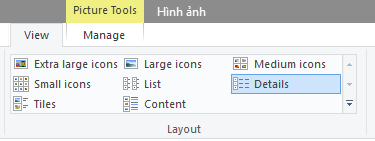 Picture Tools Hình ảnh
View Manage
Extra large icons Large icons Medium icons
Small icons List Details
Tiles Content
Layout